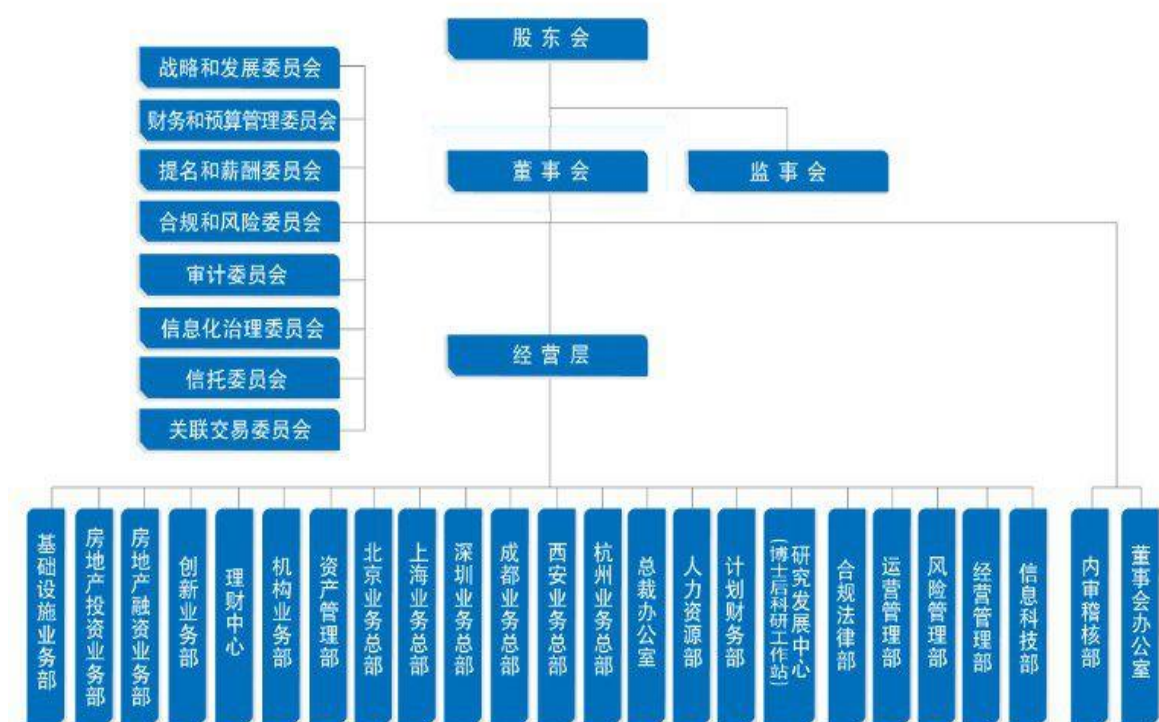 股东会
战略和发展委员会
财务和预算管理委员会
提名和薪酬委员会
董事会
监事会
合规和风险委员会
审计委员会
信息化治理委员会
经营层
信托委员会
关联交易委员会
基础设施业务部
房地产投资业务部
房地产融资业务部
创新业务部
理财中心
机构业务部
资产管理部
北京业务总部
上海业务总部
深圳业务总部
成都业务总部
西安业务总部
杭州业务总部
总裁办公室
人力资源部
计划财务部
研究发展中心
(博士后科研工作站)
合规法律部
运营管理部
风险管理部
经营管理部
信息科技部
内审稽核部
董事会办公室